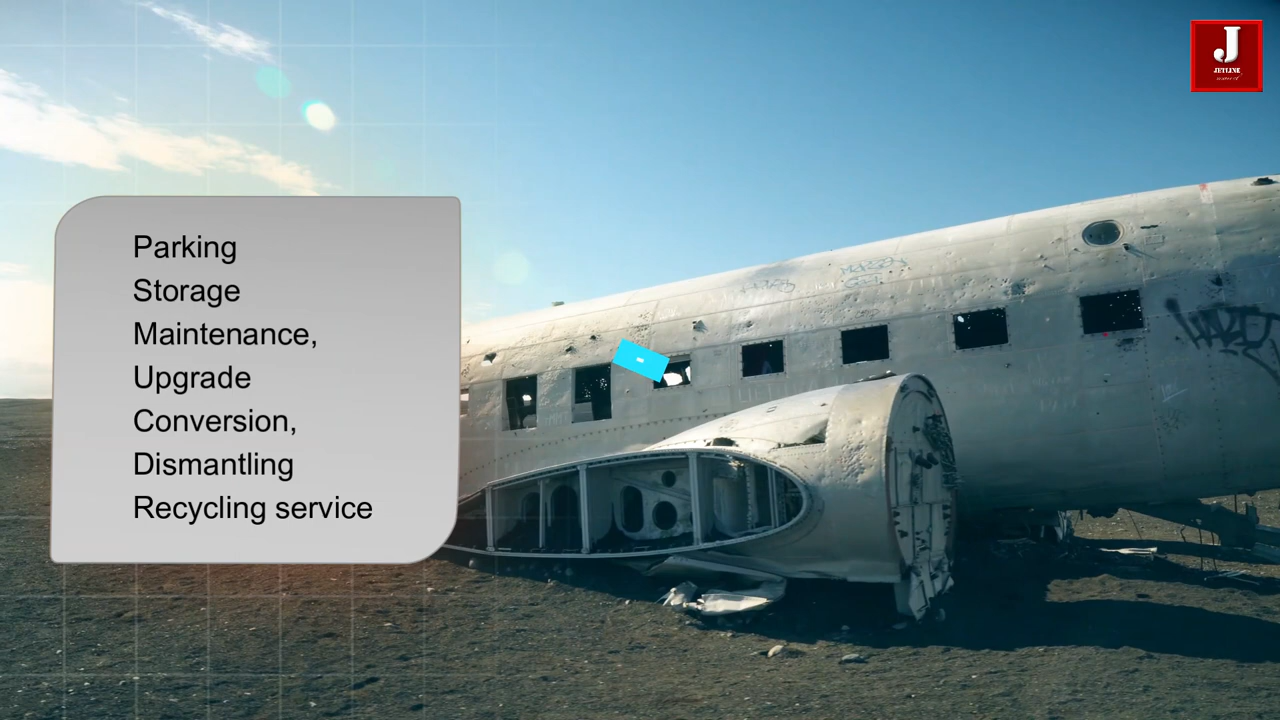 Parking
Storage
Maintenance,
Upgrade
Conversion,
Dismantling
Recycling service
J
JETLINE